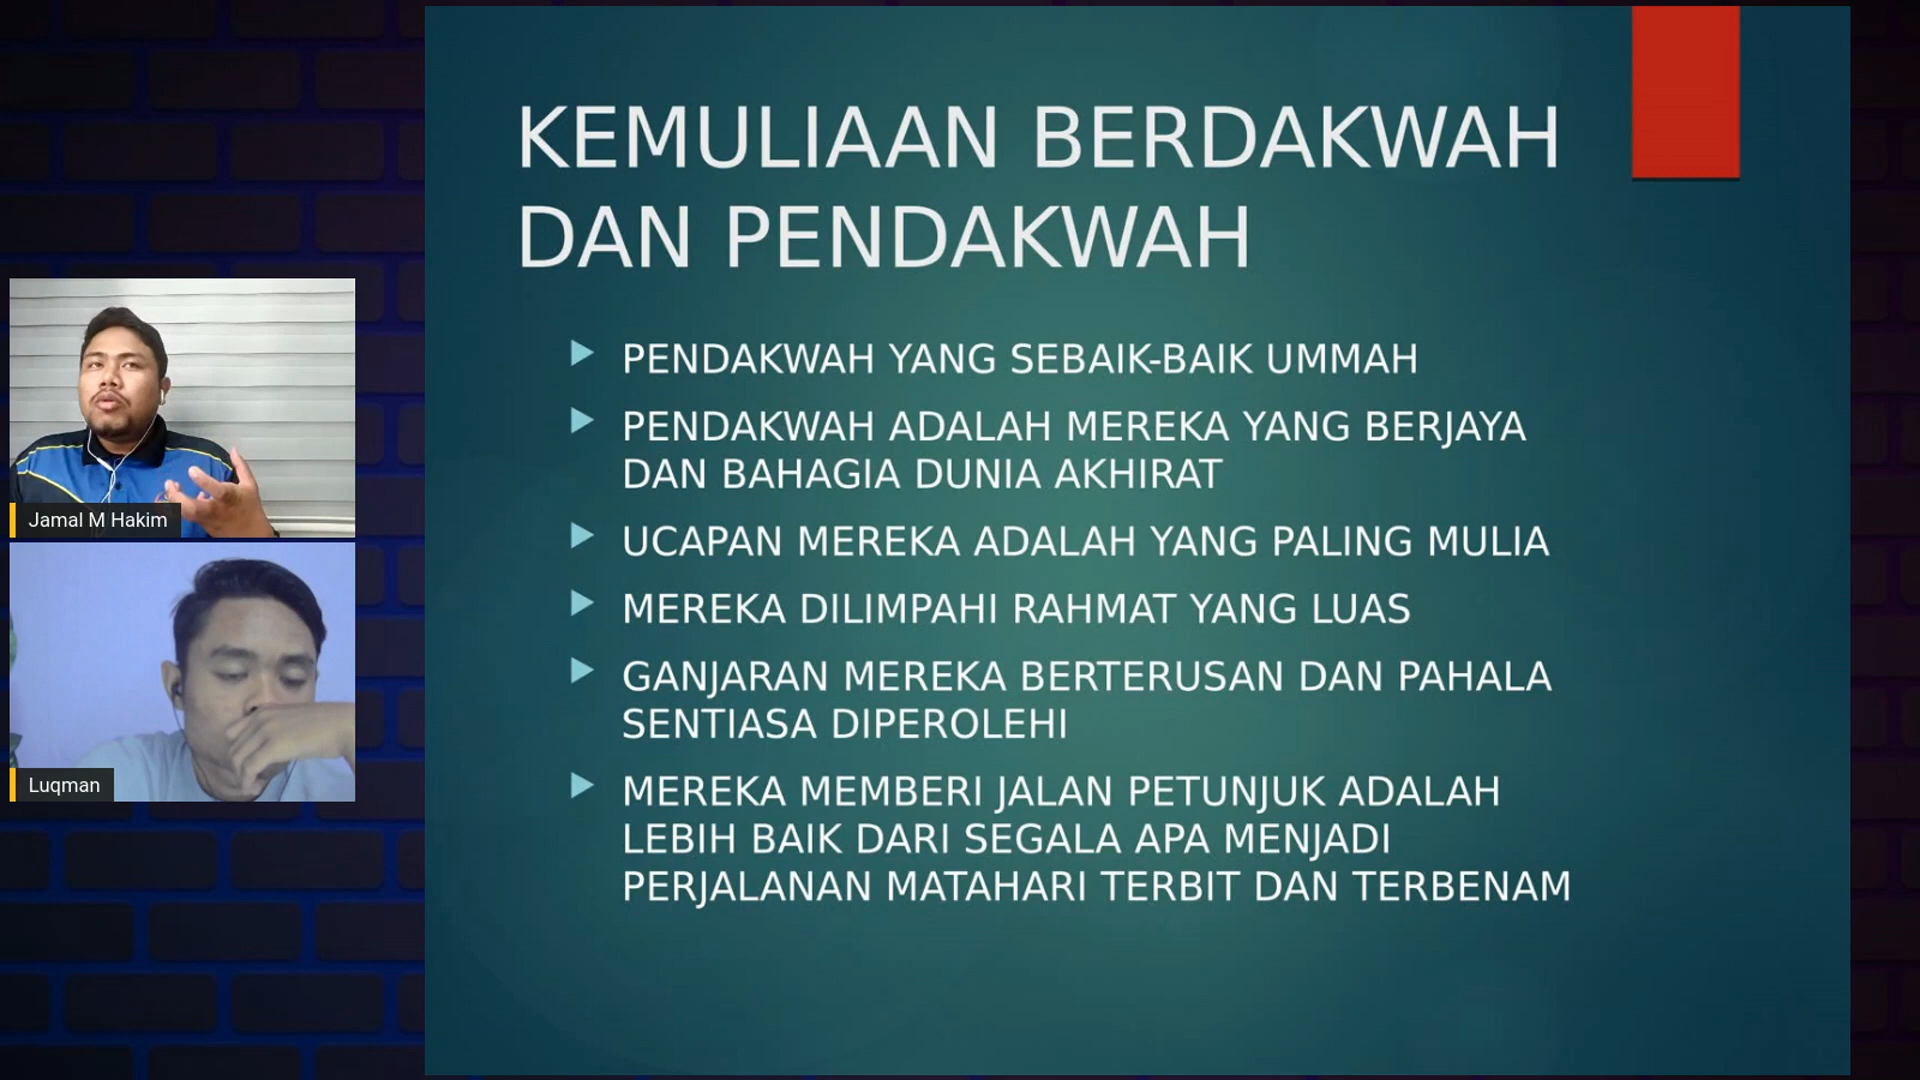 KEMULIAAN BERDAKWAH
DAN PENDAKWAH
PENDAKWAH YANG SEBAIK-BAIK UMMAH
PENDAKWAH ADALAH MEREKA YANG BERJAYA
DAN BAHAGIA DUNIA AKHIRAT
UCAPAN MEREKA ADALAH YANG PALING MULIA
MEREKA DILIMPAHI RAHMAT YANG LUAS
GANJARAN MEREKA BERTERUSAN DAN PAHALA
SENTIASA DIPEROLEHI
MEREKA MEMBERI JALAN PETUNJUK ADALAH
LEBIH BAIK DARI SEGALA APA MENJADI
PERJALANAN MATAHARI TERBIT DAN TERBENAM
Jamal M Hakim
Luqman